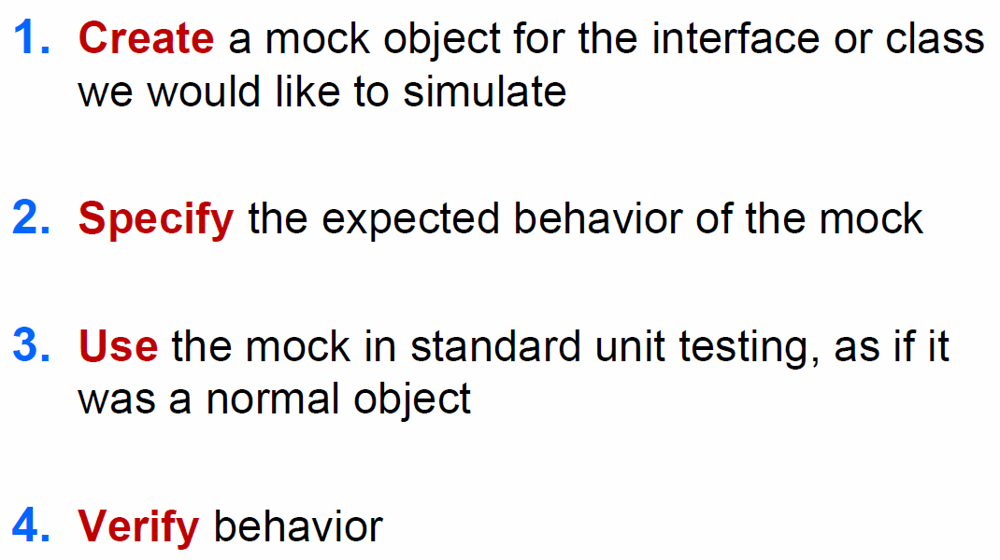 1. Create a mock object for the interface or class
we would like to simulate
2. Specify the expected behavior of the mock
3. Use the mock in standard unit testing, as if it
was a normal object
4. Verify behavior